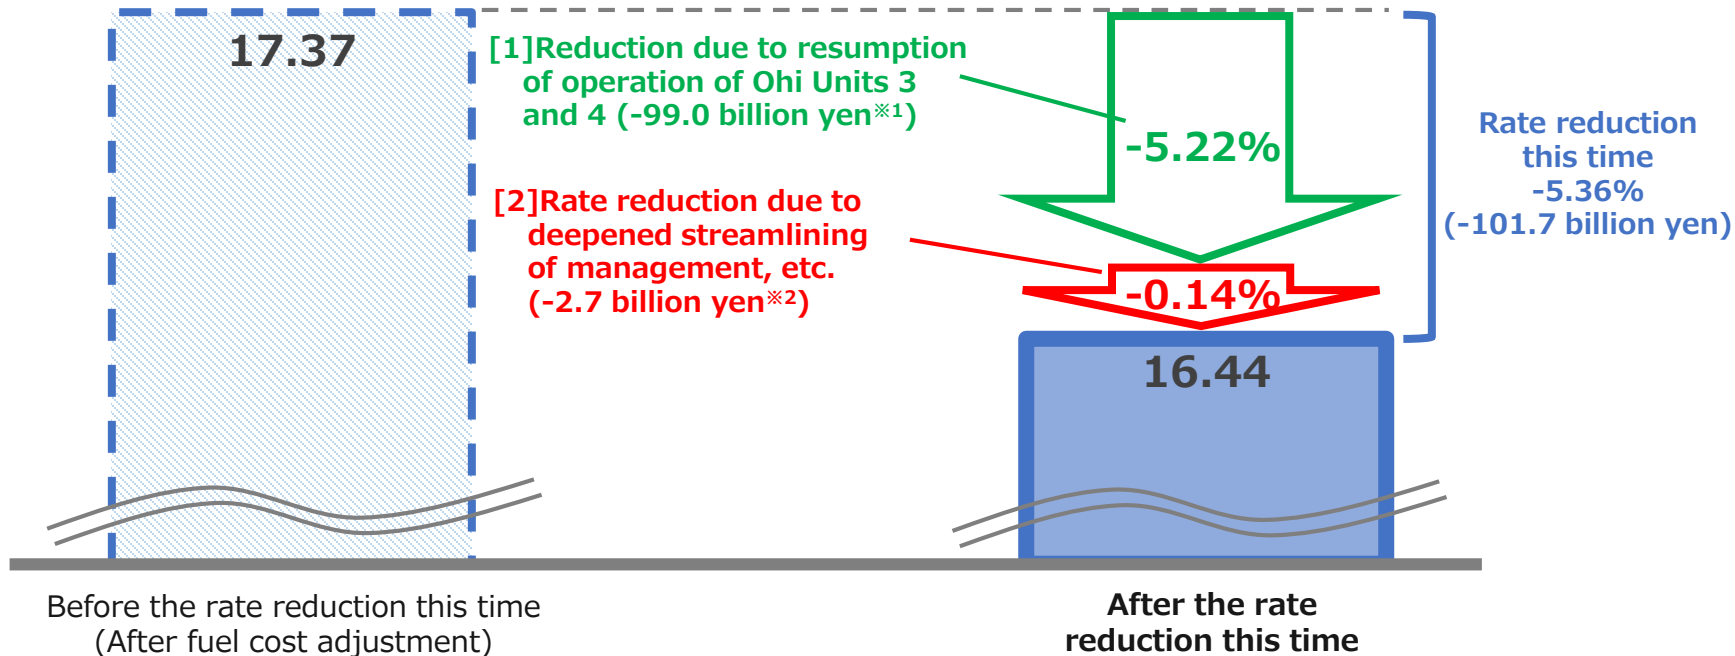 17.37
[1]Reduction due to resumption
of operation of Ohi Units 3
and 4 (-99.0 billion yen※1)
-5.22%
[2]Rate reduction due to
deepened streamlining
of management, etc.
(-2.7 billion yen※2)
-0.14%
Rate reduction
this time
-5.36%
(-101.7 billion yen)
16.44
Before the rate reduction this time
(After fuel cost adjustment)
After the rate
reduction this time